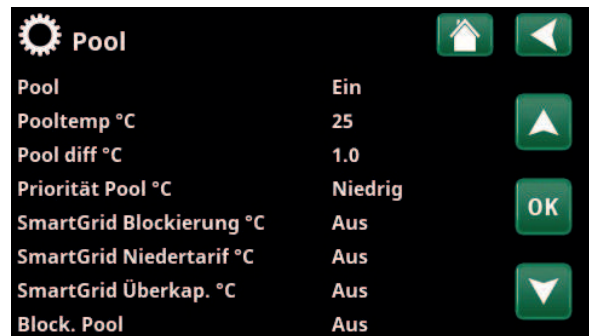 Pool
Pool Ein
Pooltemp °C 25
Pool diff °C 1.0
Priorität Pool °C Niedrig
SmartGrid Blockierung °C Aus
SmartGrid Niedertarif °C Aus
SmartGrid Überkap. °C Aus
Block. Pool Aus
OK